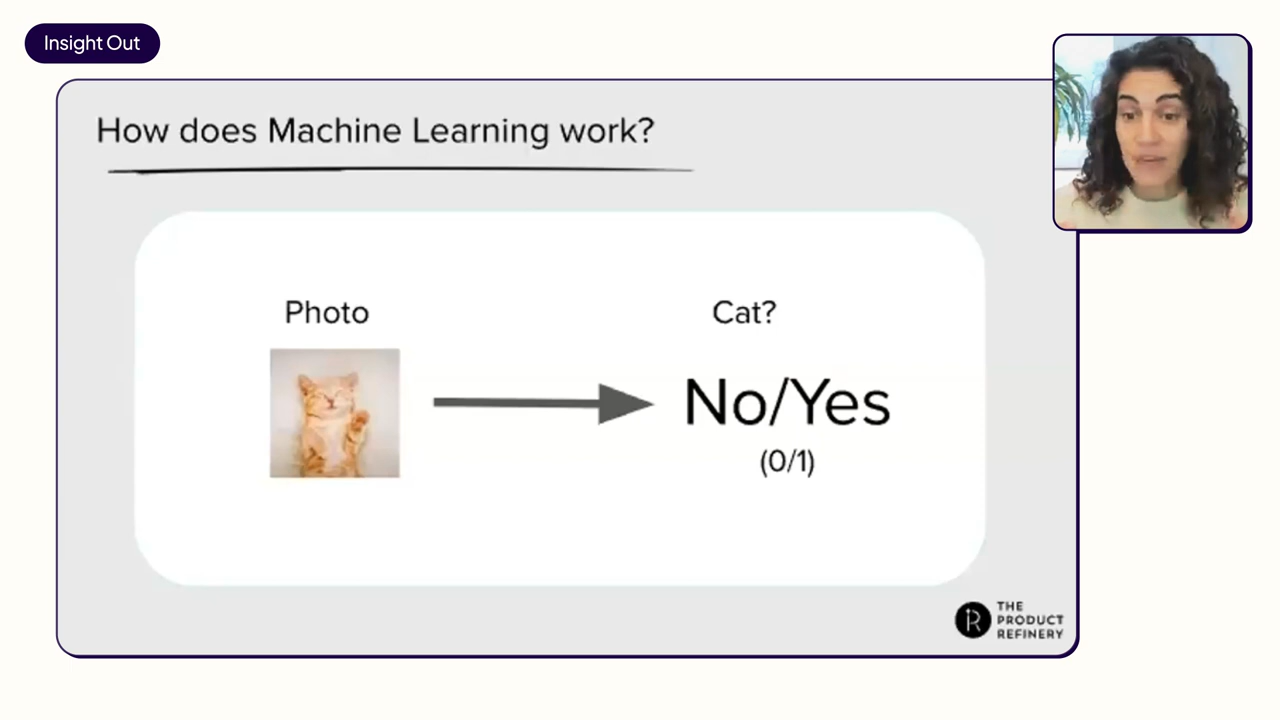 Insight Out
How does Machine Learning work?
Photo
Cat?
No/Yes
(0/1)
THE
PRODUCT
REFINERY